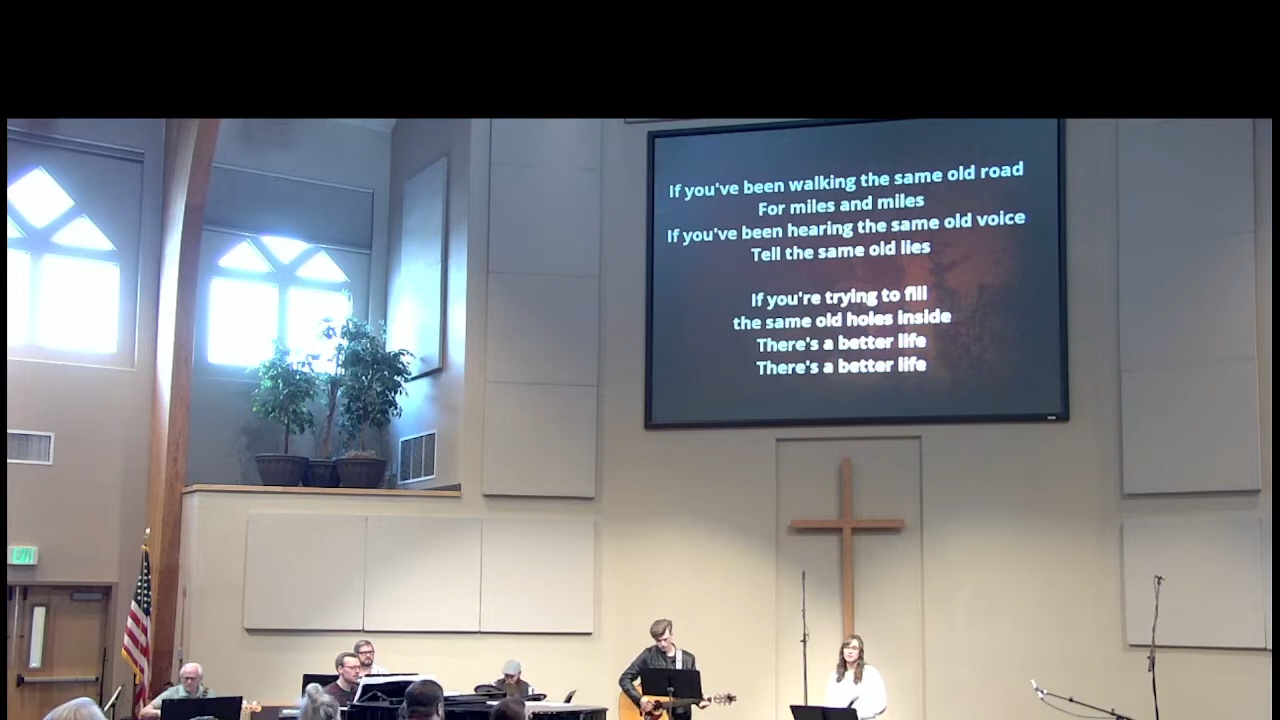 If you've been walking the same old road
For miles and miles
If you've been hearing the same old voice
Tell the same old lies
If you're trying to fill
the same old holes inside
There's a better life
There's a better life